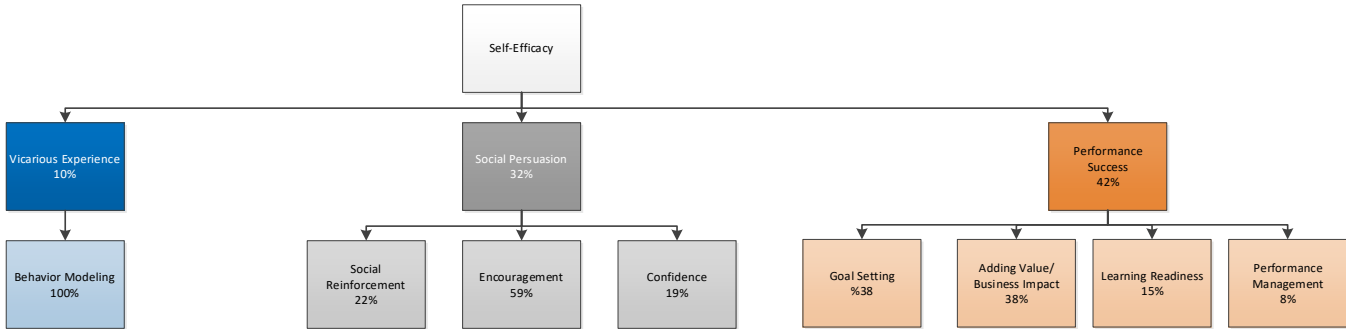 Self-Efficacy
Vicarious Experience
10%
Social Persuasion
32%
Performance
Success
42%
Behavior Modeling
100%
Social
Reinforcement
22%
Encouragement
59%
Confidence
19%
Goal Setting
%38
Adding Value/
Business Impact
38%
Learning Readiness
15%
Performance
Management
8%